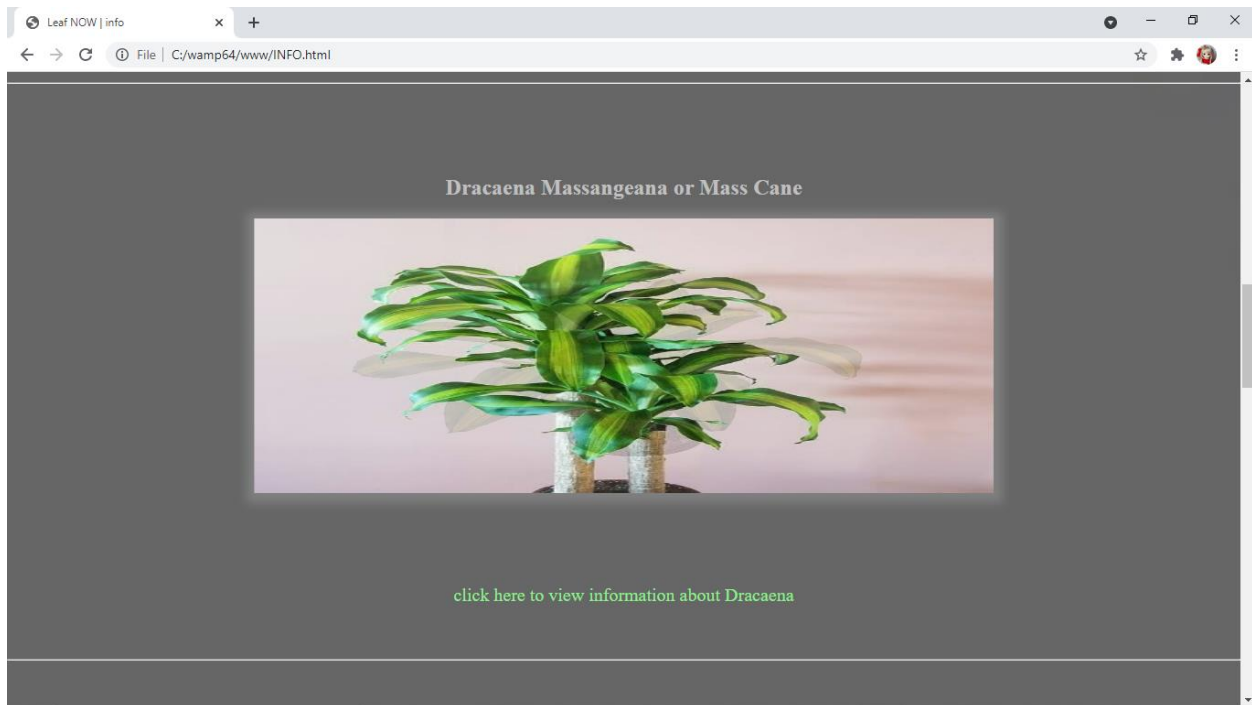 Leaf NOW | info
File | C:/wamp64/www/INFO.html
Dracaena Massangeana or Mass Cane
click here to view information about Dracaena